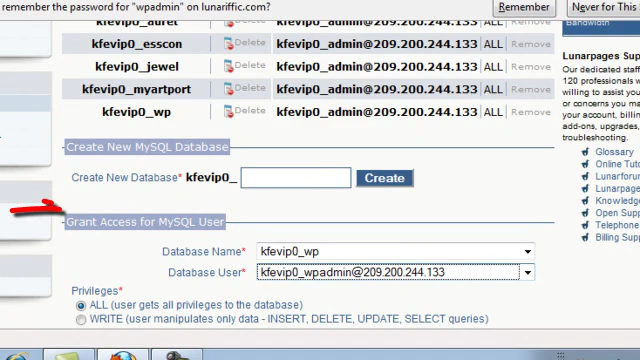 remember the password for "wpadmin" on lunariffic.com? Remember Never for This
kfevip0_auret Delete kfevip0_admin@209.200.244.133 ALL Remove
kfevip0_esscon Delete kfevip0_admin@209.200.244.133 ALL Remove
kfevip0_jewel Delete kfevip0_admin@209.200.244.133 ALL Remove
kfevip0_myartport Delete kfevip0_admin@209.200.244.133 ALL Remove
kfevip0_wp Delete kfevip0_admin@209.200.244.133 ALL Remove
Create New MySQL Database
Create New Database* kfevip0_ Create
Grant Access for MySQL User
Database Name* kfevip0_wp
Database User* kfevip0_wpadmin@209.200.244.133
Privileges*
ALL (user gets all privileges to the database)
WRITE (user manipulates only data - INSERT, DELETE, UPDATE, SELECT queries)
Bandwidth
Lunarpages Sup
Our dedicated staff
120 professionals w
willing to assist you
or concerns you ma
your account, billin
add-ons, upgrades,
troubleshooting.
Glossary
Online Tuto
Lunarforum
Lunarpage
Knowledge
Open Supp
Telephone
Billing Supp